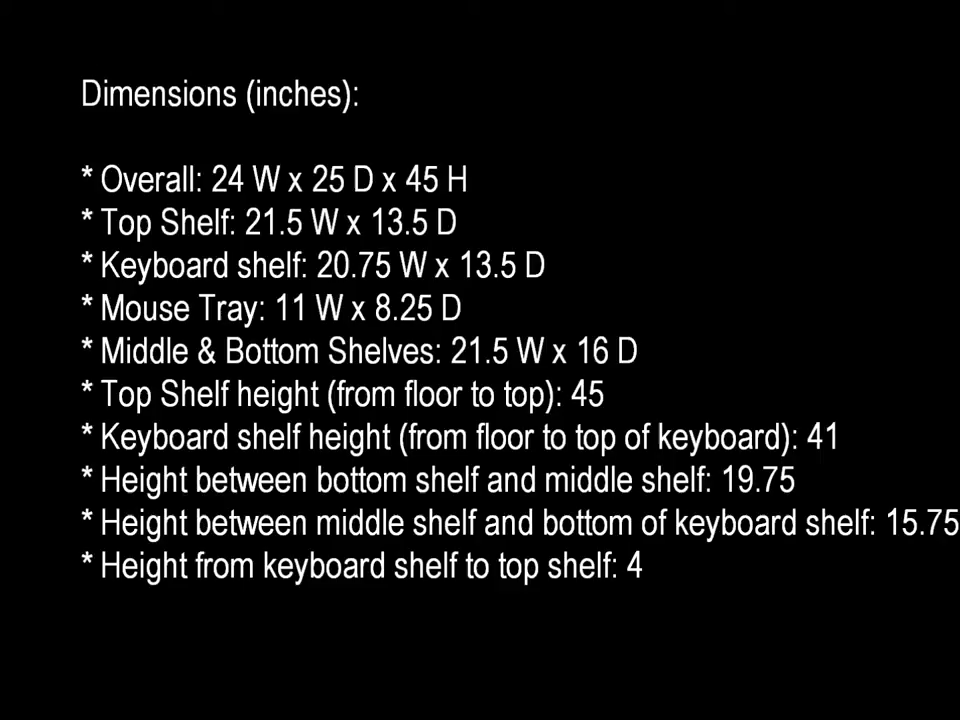 Dimensions (inches):
* Overall: 24 W x 25 D x 45 H
* Top Shelf: 21.5 W x 13.5 D
* Keyboard shelf: 20.75 W x 13.5 D
* Mouse Tray: 11 W x 8.25 D
* Middle & Bottom Shelves: 21.5 W x 16 D
* Top Shelf height (from floor to top): 45
* Keyboard shelf height (from floor to top of keyboard): 41
* Height between bottom shelf and middle shelf: 19.75
* Height between middle shelf and bottom of keyboard shelf: 15.75
* Height from keyboard shelf to top shelf: 4